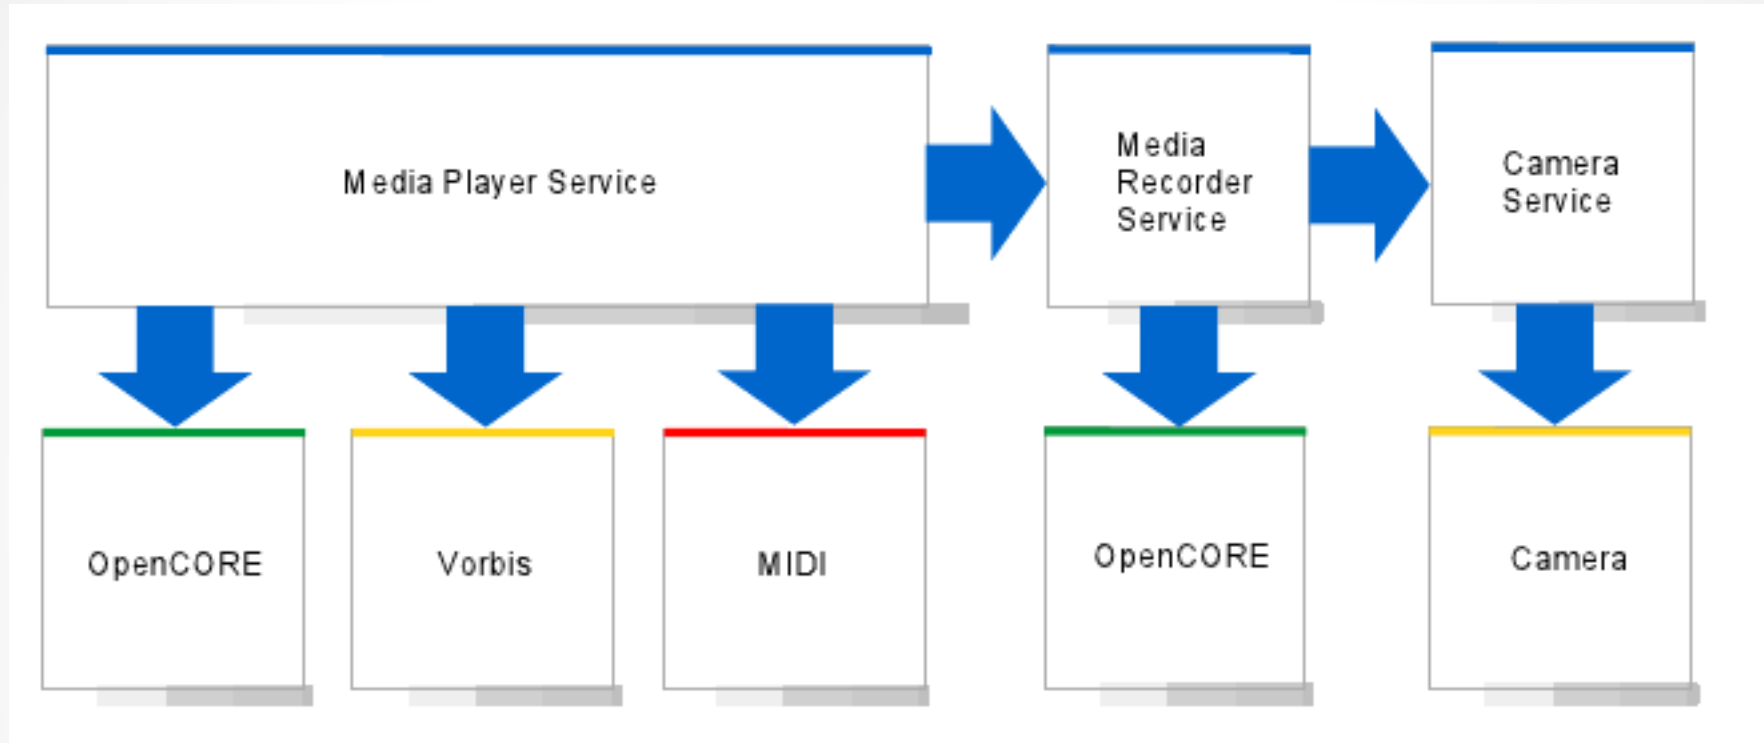 Media Player Service
Media
Recorder
Service
Camera
Service
OpenCORE
Vorbis
MIDI
OpenCORE
Camera